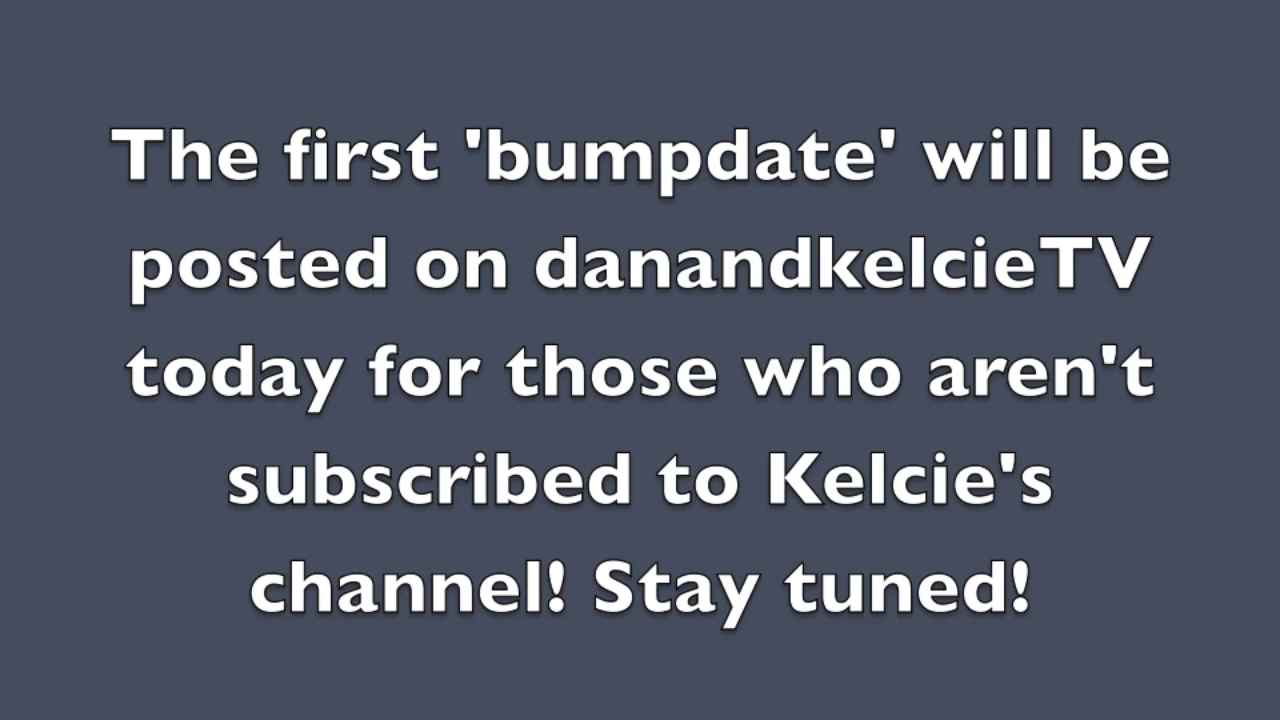 The first 'bumpdate' will be
posted on danandkelcieTV
today for those who aren't
subscribed to Kelcie's
channel! Stay tuned!